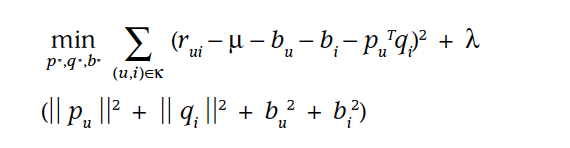 min Σ (r_ui − μ − b_u − b_i − p_u^T q_i)² + λ
p*,q*,b* (u,i)∈κ
(|| p_u ||² + || q_i ||² + b_u² + b_i²)